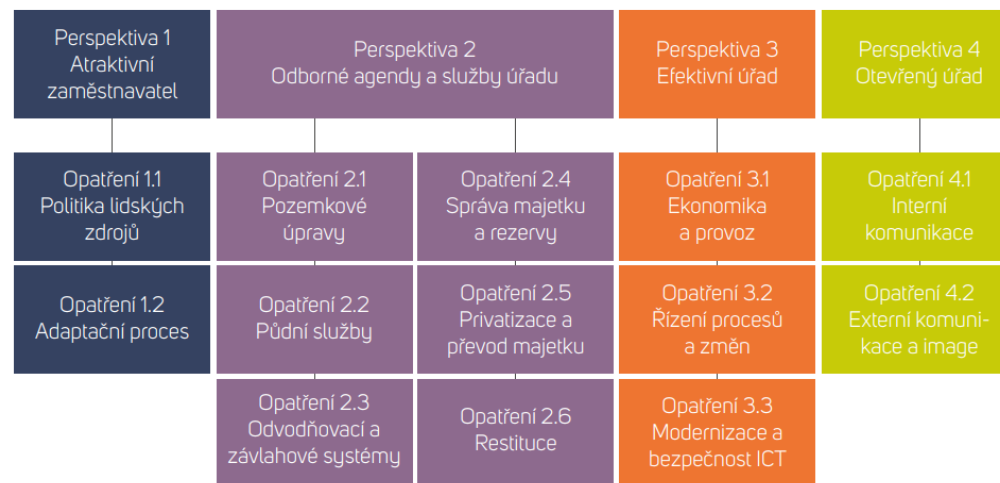 Perspektiva 1
Atraktivní
zaměstnavatel
Perspektiva 2
Odborné agendy a služby úřadu
Perspektiva 3
Efektivní úřad
Perspektiva 4
Otevřený úřad
Opatření 1.1
Politika lidských
zdrojů
Opatření 2.1
Pozemkové
úpravy
Opatření 2.4
Správa majetku
a rezervy
Opatření 3.1
Ekonomika
a provoz
Opatření 4.1
Interní
komunikace
Opatření 1.2
Adaptační proces
Opatření 2.2
Půdní služby
Opatření 2.5
Privatizace a
převod majetku
Opatření 3.2
Řízení procesů
a změn
Opatření 4.2
Externí komuni-
kace a image
Opatření 2.3
Odvodňovací a
závlahové systémy
Opatření 2.6
Restituce
Opatření 3.3
Modernizace a
bezpečnost ICT